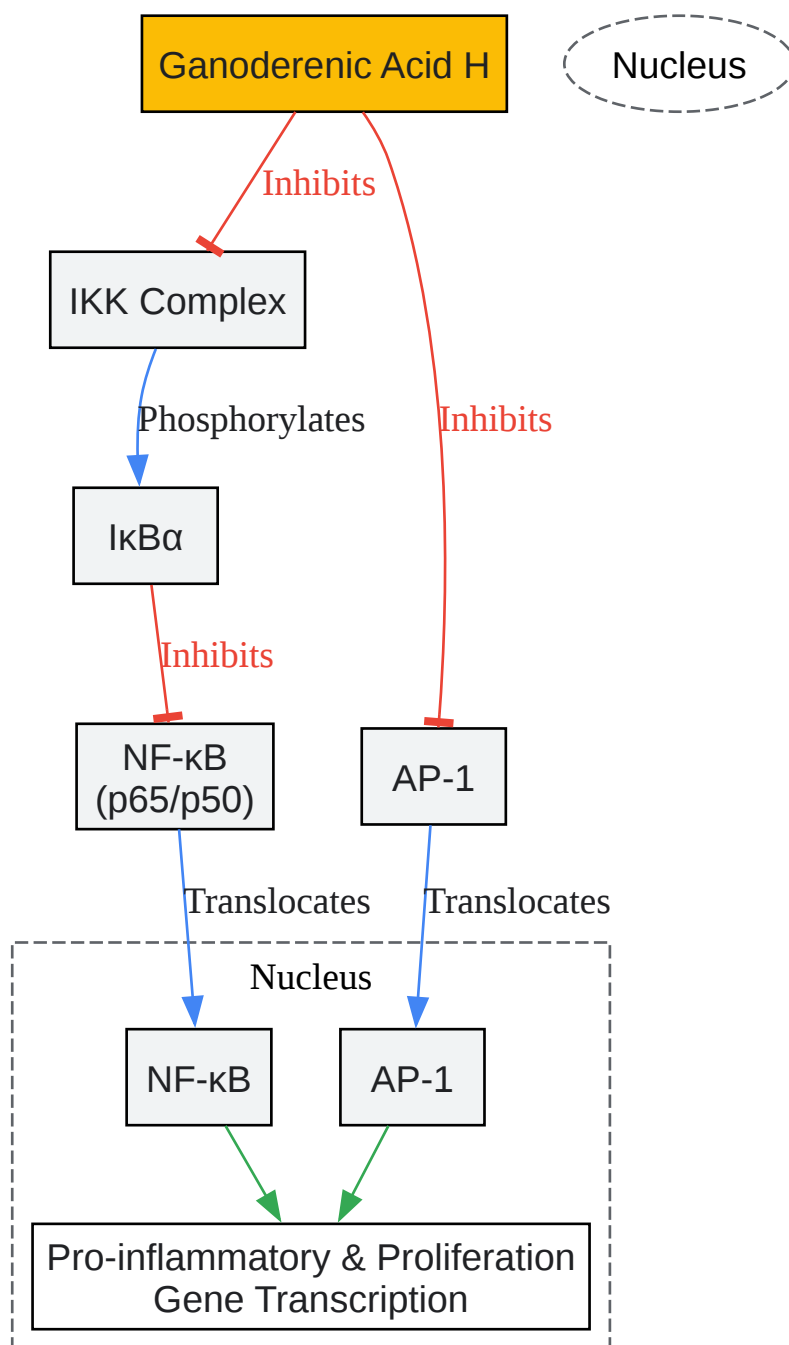 Ganoderenic Acid H
Nucleus
Inhibits
IKK Complex
Phosphorylates
Inhibits
IκBα
Inhibits
NF-κB
(p65/p50)
AP-1
Translocates
Translocates
Nucleus
NF-κB
AP-1
Pro-inflammatory & Proliferation
Gene Transcription